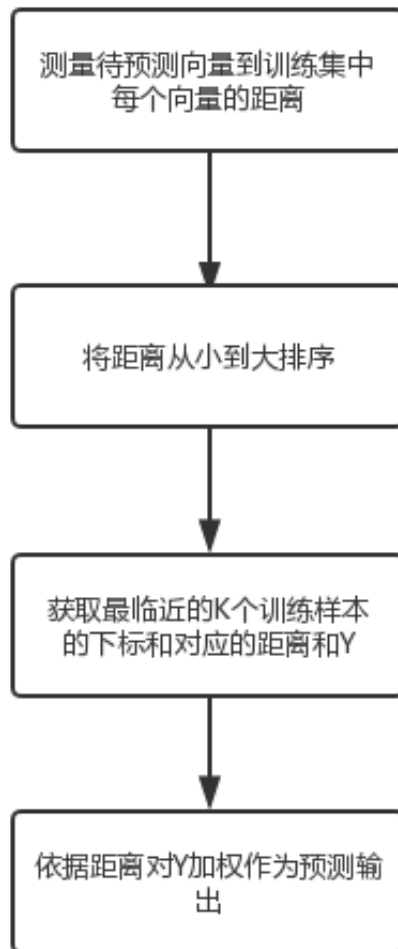 测量待预测向量到训练集中
每个向量的距离
将距离从小到大排序
获取最临近的K个训练样本
的下标和对应的距离和Y
依据距离对Y加权作为预测输
出